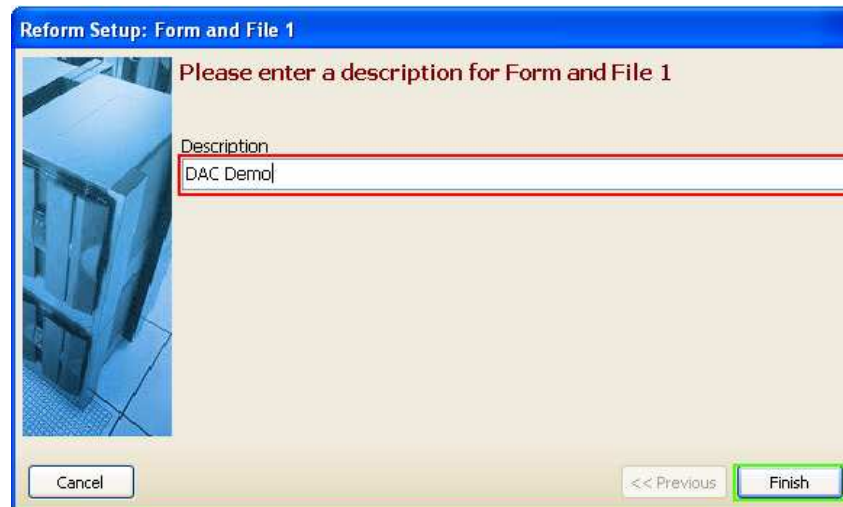 Reform Setup: Form and File 1
Please enter a description for Form and File 1
Description
DAC Demo
Cancel
<< Previous
Finish